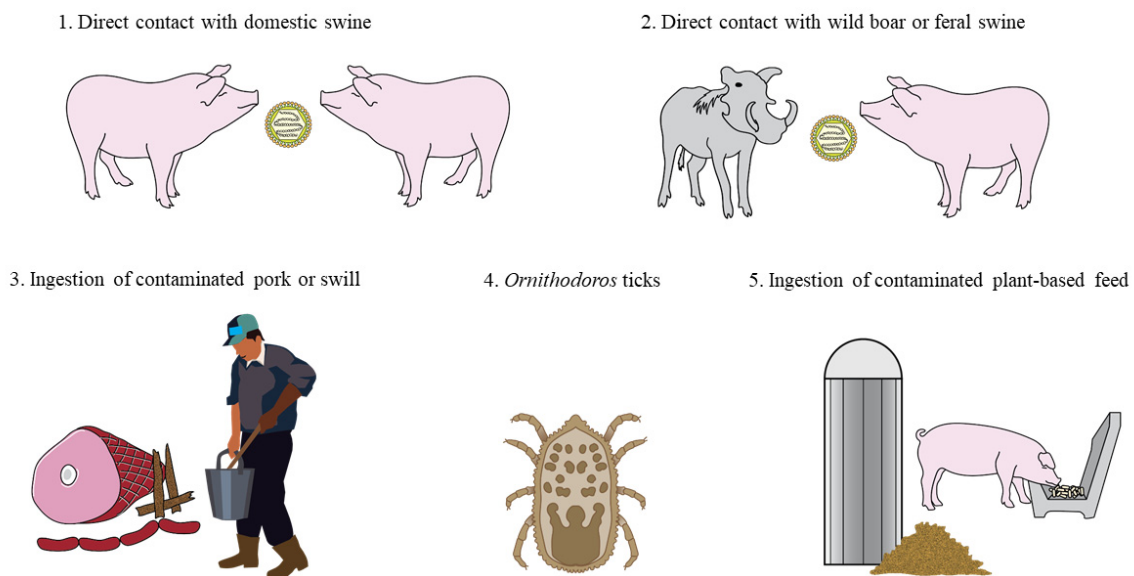 1. Direct contact with domestic swine
2. Direct contact with wild boar or feral swine
3. Ingestion of contaminated pork or swill
4. Ornithodoros ticks
5. Ingestion of contaminated plant-based feed